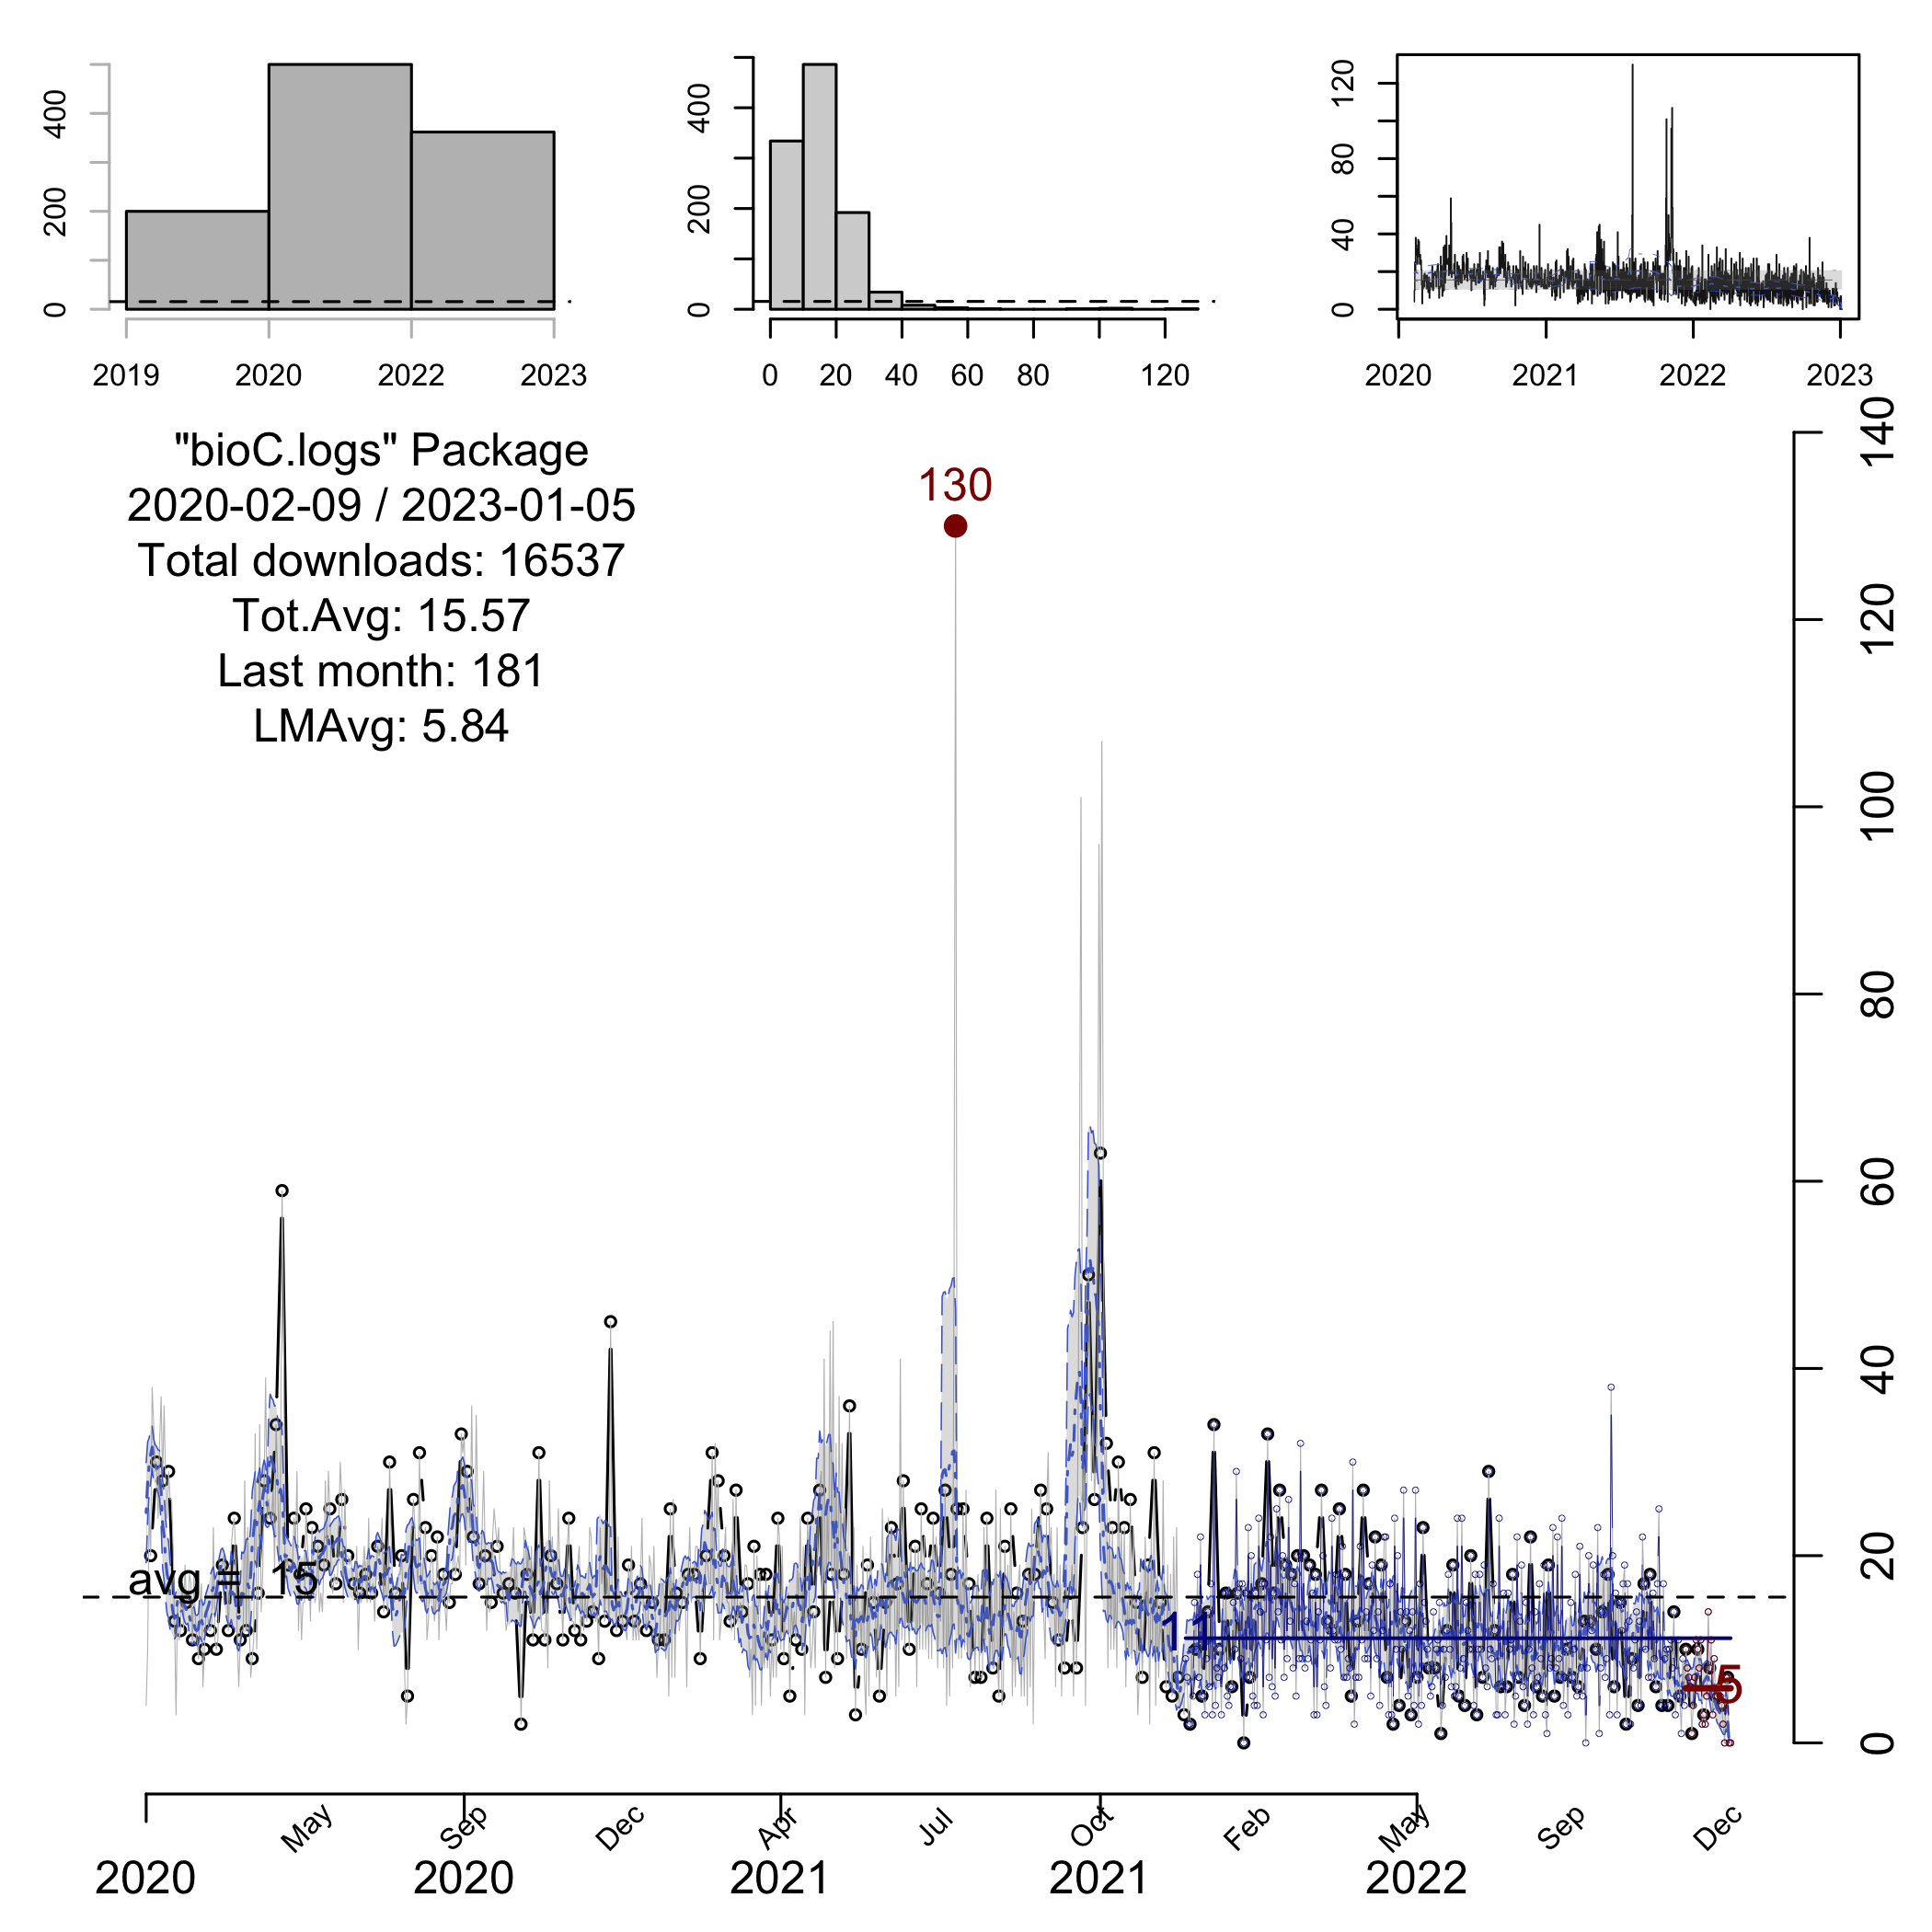 400
200
0
2019 2020 2022 2023
400
200
0
0 20 40 60 80 120
120
80
40
0
2020 2021 2022 2023
"bioC.logs" Package
2020-02-09 / 2023-01-05
Total downloads: 16537
Tot.Avg: 15.57
Last month: 181
LMAvg: 5.84
130
140
120
100
80
60
40
20
0
avg = 15
11
5
May Sep Dec Apr Jul Oct Feb May Sep Dec
2020 2020 2021 2021 2022